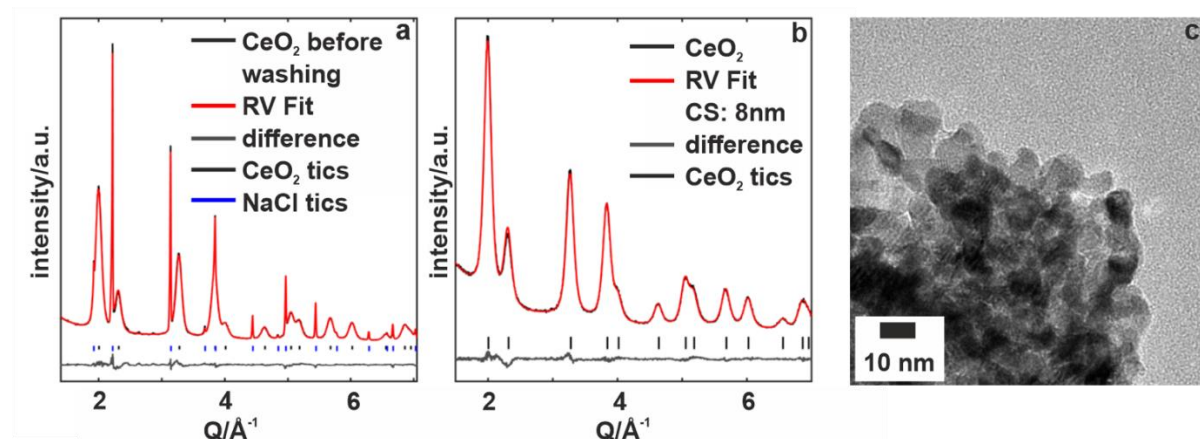 a
CeO₂ before
washing
RV Fit
difference
CeO₂ tics
NaCl tics
intensity/a.u.
2 4 6
Q/Å⁻¹
b
CeO₂
RV Fit
CS: 8nm
difference
CeO₂ tics
intensity/a.u.
2 4 6
Q/Å⁻¹
c
10 nm